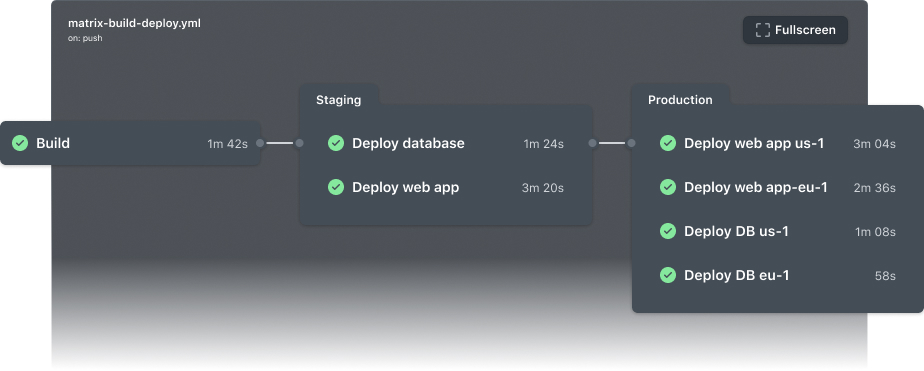 matrix-build-deploy.yml
on: push
Fullscreen
Build 1m 42s
Staging
Deploy database 1m 24s
Deploy web app 3m 20s
Production
Deploy web app us-1 3m 04s
Deploy web app-eu-1 2m 36s
Deploy DB us-1 1m 08s
Deploy DB eu-1 58s